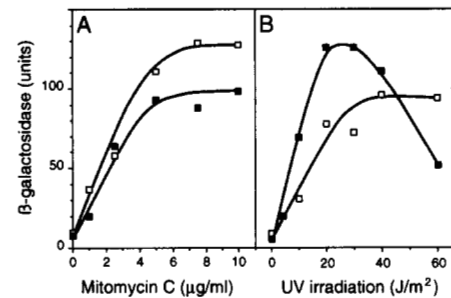 A
B
ß-galactosidase (units)
100
50
0
0 2 4 6 8 10
0 20 40 60
Mitomycin C (µg/ml)
UV irradiation (J/m²)